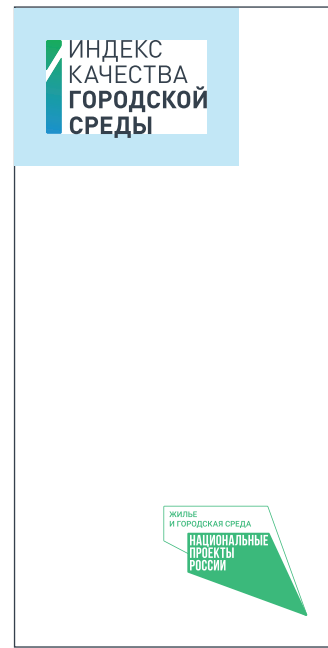 ИНДЕКС
КАЧЕСТВА
ГОРОДСКОЙ
СРЕДЫ
ЖИЛЬЕ
И ГОРОДСКАЯ СРЕДА
НАЦИОНАЛЬНЫЕ
ПРОЕКТЫ
РОССИИ